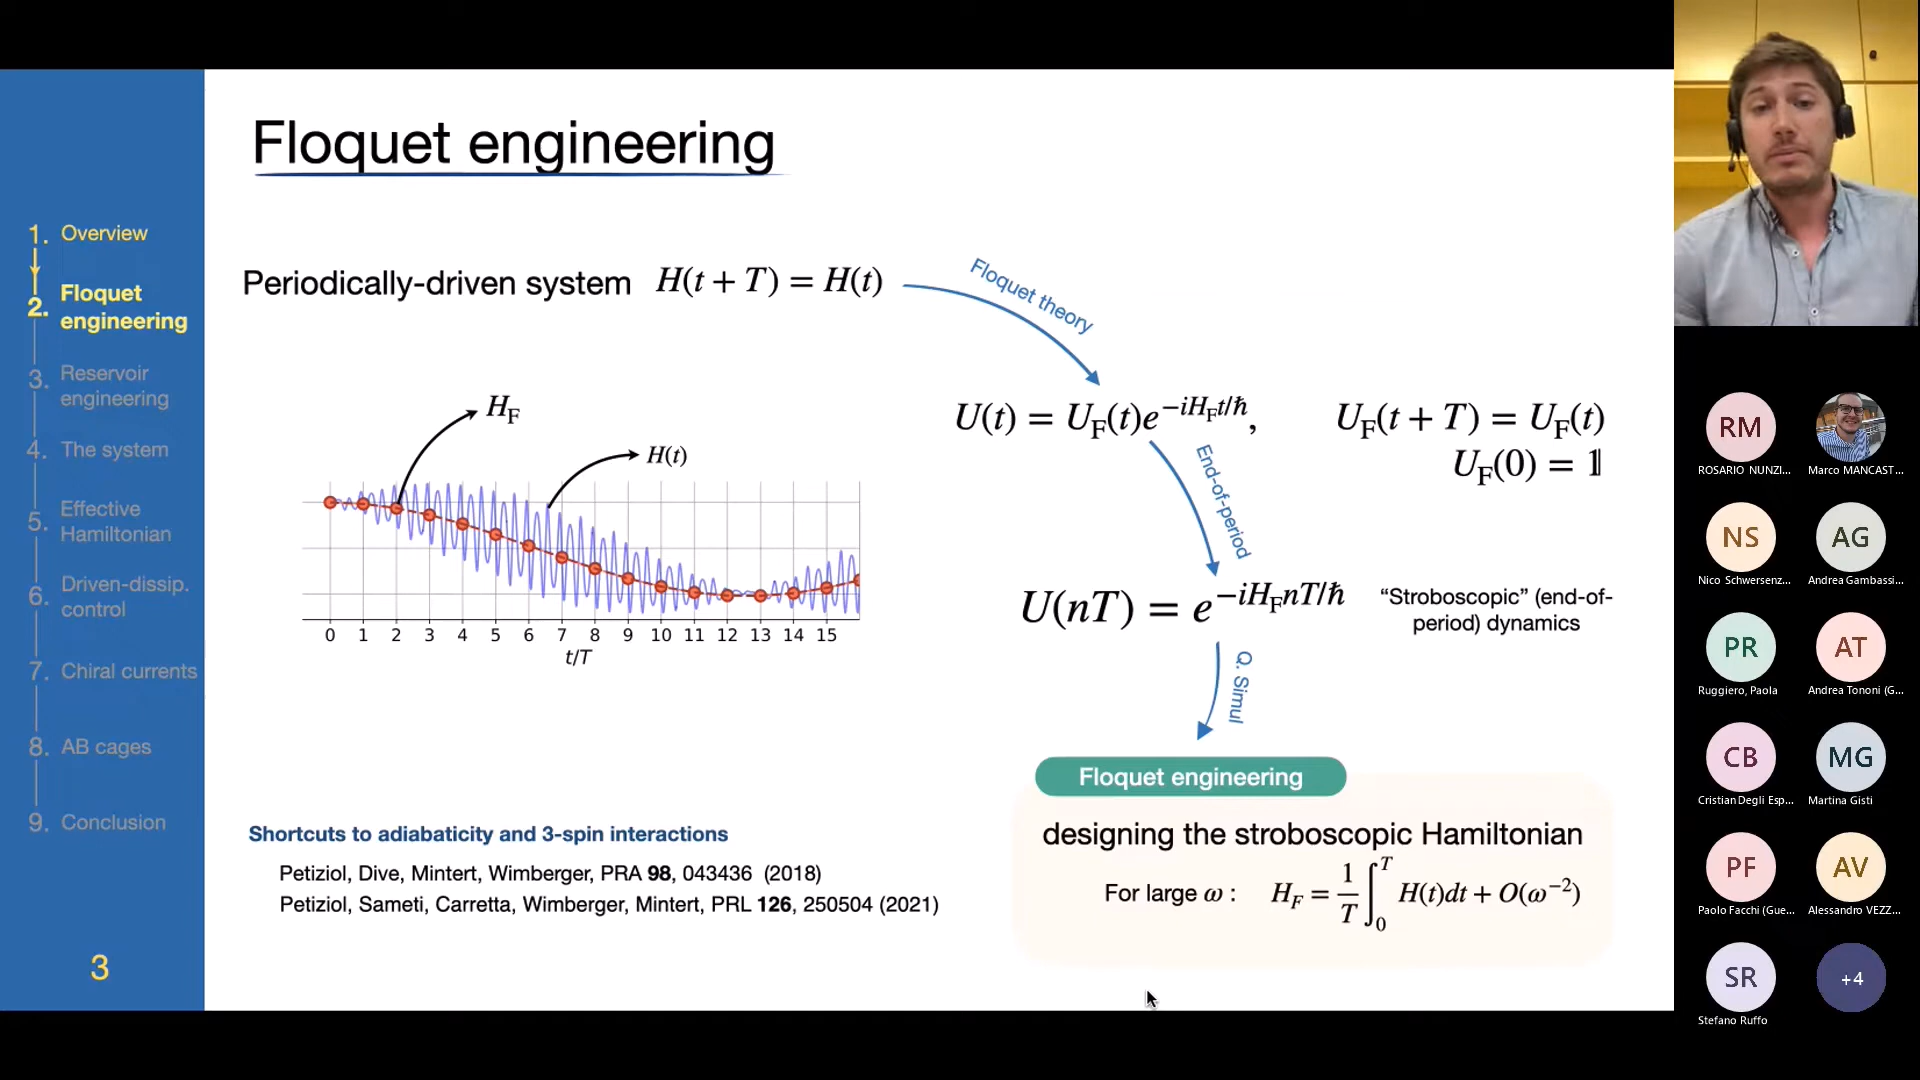 Floquet engineering
1. Overview
2. Floquet
engineering
3. Reservoir
engineering
4. The system
5. Effective
Hamiltonian
6. Driven-dissip.
control
7. Chiral currents
8. AB cages
9. Conclusion
3
Periodically-driven system H(t + T) = H(t)
Floquet theory
H_F
H(t)
0 1 2 3 4 5 6 7 8 9 10 11 12 13 14 15
t/T
U(t) = U_F(t)e^{-iH_F t/ħ}, U_F(t + T) = U_F(t)
U_F(0) = 𝟙
End-of-period
U(nT) = e^{-iH_F nT/ħ}
“Stroboscopic” (end-of-
period) dynamics
Q. Simul
Floquet engineering
designing the stroboscopic Hamiltonian
For large ω : H_F = \frac{1}{T} ∫_0^T H(t)dt + O(ω^{-2})
Shortcuts to adiabaticity and 3-spin interactions
Petiziol, Dive, Mintert, Wimberger, PRA 98, 043436 (2018)
Petiziol, Sameti, Carretta, Wimberger, Mintert, PRL 126, 250504 (2021)
RM
ROSARIO NUNZI...
Marco MANCAST...
NS AG
Nico Schwersenz... Andrea Gambassi...
PR AT
Ruggiero, Paola Andrea Tononi (G...
CB MG
Cristian Degli Esp... Martina Gisti
PF AV
Paolo Facchi (Gue... Alessandro VEZZ...
SR +4
Stefano Ruffo